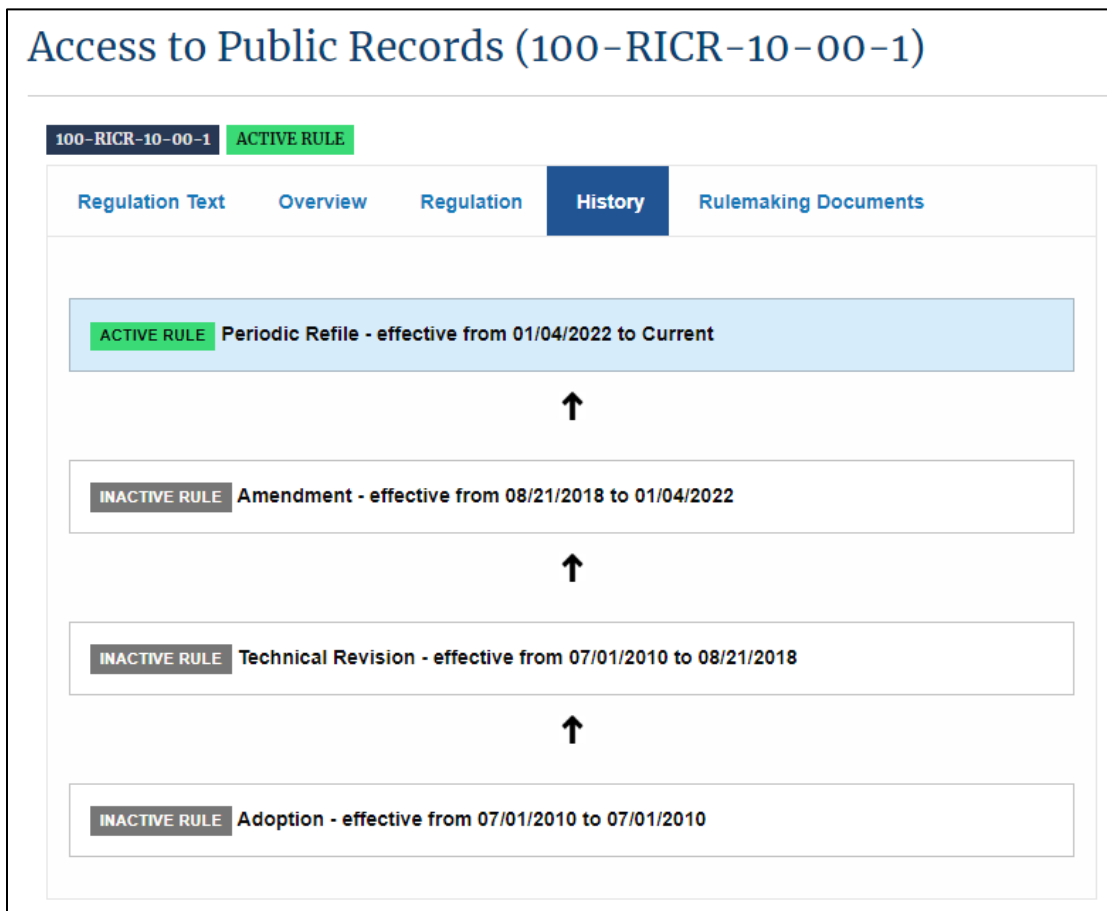 Access to Public Records (100-RICR-10-00-1)
100-RICR-10-00-1 ACTIVE RULE
Regulation Text Overview Regulation History Rulemaking Documents
ACTIVE RULE Periodic Refile - effective from 01/04/2022 to Current
INACTIVE RULE Amendment - effective from 08/21/2018 to 01/04/2022
INACTIVE RULE Technical Revision - effective from 07/01/2010 to 08/21/2018
INACTIVE RULE Adoption - effective from 07/01/2010 to 07/01/2010